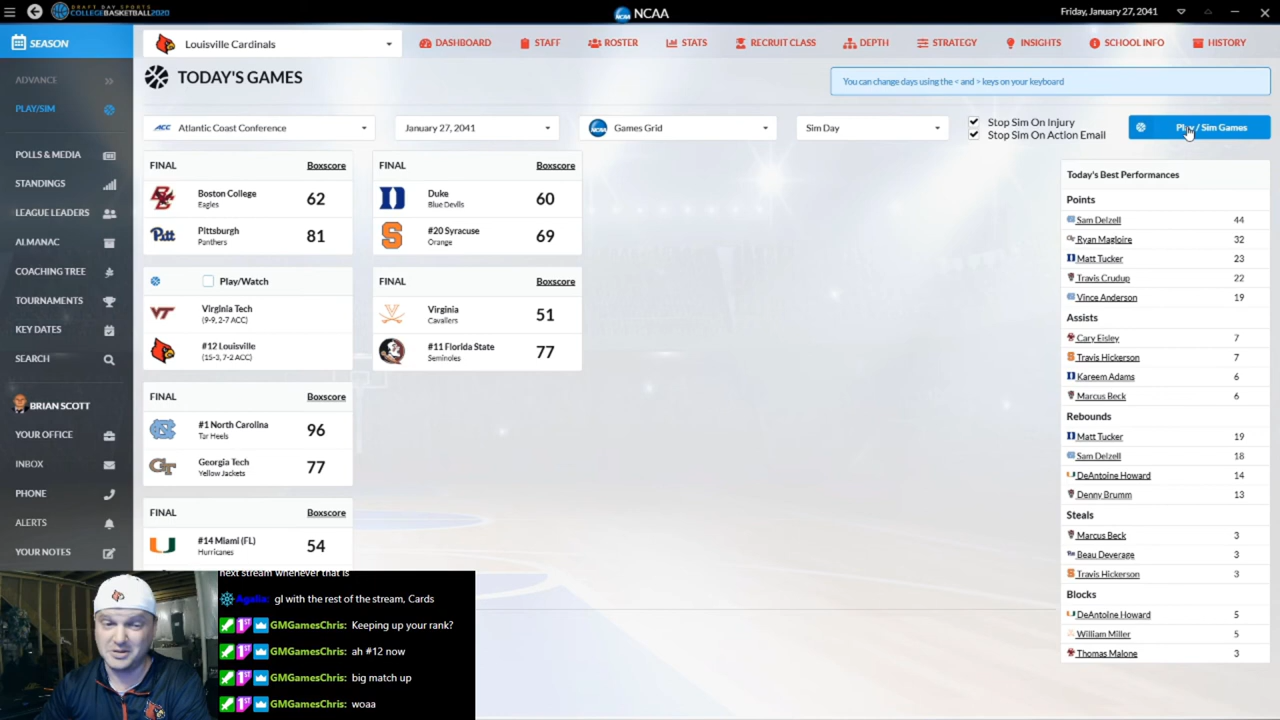 DRAFT DAY SPORTS
COLLEGE BASKETBALL 2020
NCAA
Friday, January 27, 2041
SEASON
Louisville Cardinals
DASHBOARD
STAFF
ROSTER
STATS
RECRUIT CLASS
DEPTH
STRATEGY
INSIGHTS
SCHOOL INFO
HISTORY
ADVANCE
PLAY/SIM
POLLS & MEDIA
STANDINGS
LEAGUE LEADERS
ALMANAC
COACHING TREE
TOURNAMENTS
KEY DATES
SEARCH
BRIAN SCOTT
YOUR OFFICE
INBOX
PHONE
ALERTS
YOUR NOTES
TODAY'S GAMES
You can change days using the < and > keys on your keyboard
ACC Atlantic Coast Conference
January 27, 2041
Games Grid
Sim Day
Stop Sim On Injury
Stop Sim On Action Email
Play / Sim Games
FINAL Boxscore
Boston College 62
Eagles
Pitt Pittsburgh 81
Panthers
FINAL Boxscore
Duke 60
Blue Devils
#20 Syracuse 69
Orange
Play/Watch
Virginia Tech
(9-9, 2-7 ACC)
#12 Louisville
(15-3, 7-2 ACC)
FINAL Boxscore
Virginia 51
Cavaliers
#11 Florida State 77
Seminoles
FINAL Boxscore
#1 North Carolina 96
Tar Heels
Georgia Tech 77
Yellow Jackets
FINAL Boxscore
#14 Miami (FL) 54
Hurricanes
Today's Best Performances
Points
Sam Delzell 44
Ryan Magloire 32
Matt Tucker 23
Travis Crudup 22
Vince Anderson 19
Assists
Cary Eisley 7
Travis Hickerson 7
Kareem Adams 6
Marcus Beck 6
Rebounds
Matt Tucker 19
Sam Delzell 18
DeAntoine Howard 14
Denny Brumm 13
Steals
Marcus Beck 3
Beau Deverage 3
Travis Hickerson 3
Blocks
DeAntoine Howard 5
William Miller 5
Thomas Malone 3
next stream whenever that is
gl with the rest of the stream, Cards
GMGamesChris: Keeping up your rank?
GMGamesChris: ah #12 now
GMGamesChris: big match up
GMGamesChris: woaa